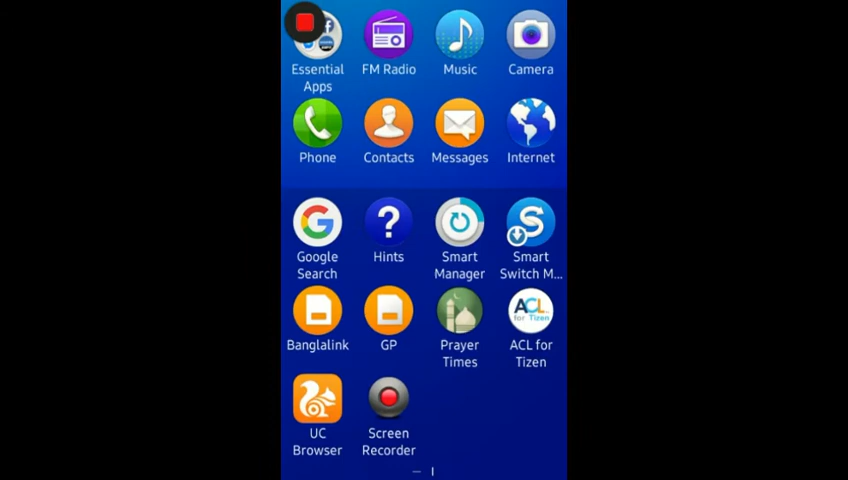 Essential
Apps
FM Radio
Music
Camera
Phone
Contacts
Messages
Internet
Google
Search
Hints
Smart
Manager
Smart
Switch M...
Banglalink
GP
Prayer
Times
ACL
for Tizen
ACL for
Tizen
UC
Browser
Screen
Recorder